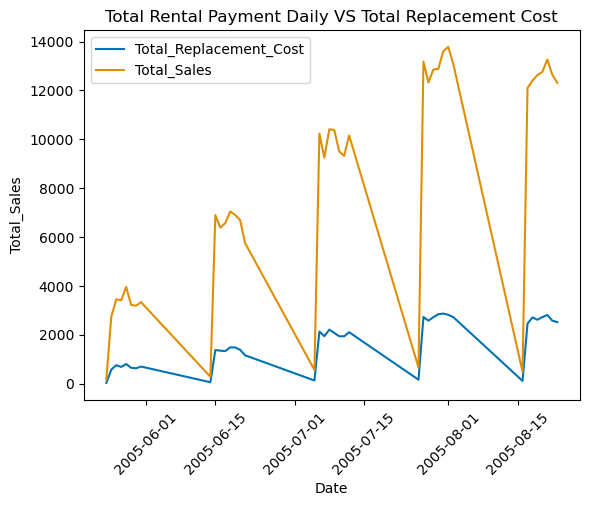 Total Rental Payment Daily VS Total Replacement Cost
Total_Replacement_Cost
Total_Sales
14000
12000
10000
8000
6000
4000
2000
0
Total_Sales
2005-06-01
2005-06-15
2005-07-01
2005-07-15
2005-08-01
2005-08-15
Date